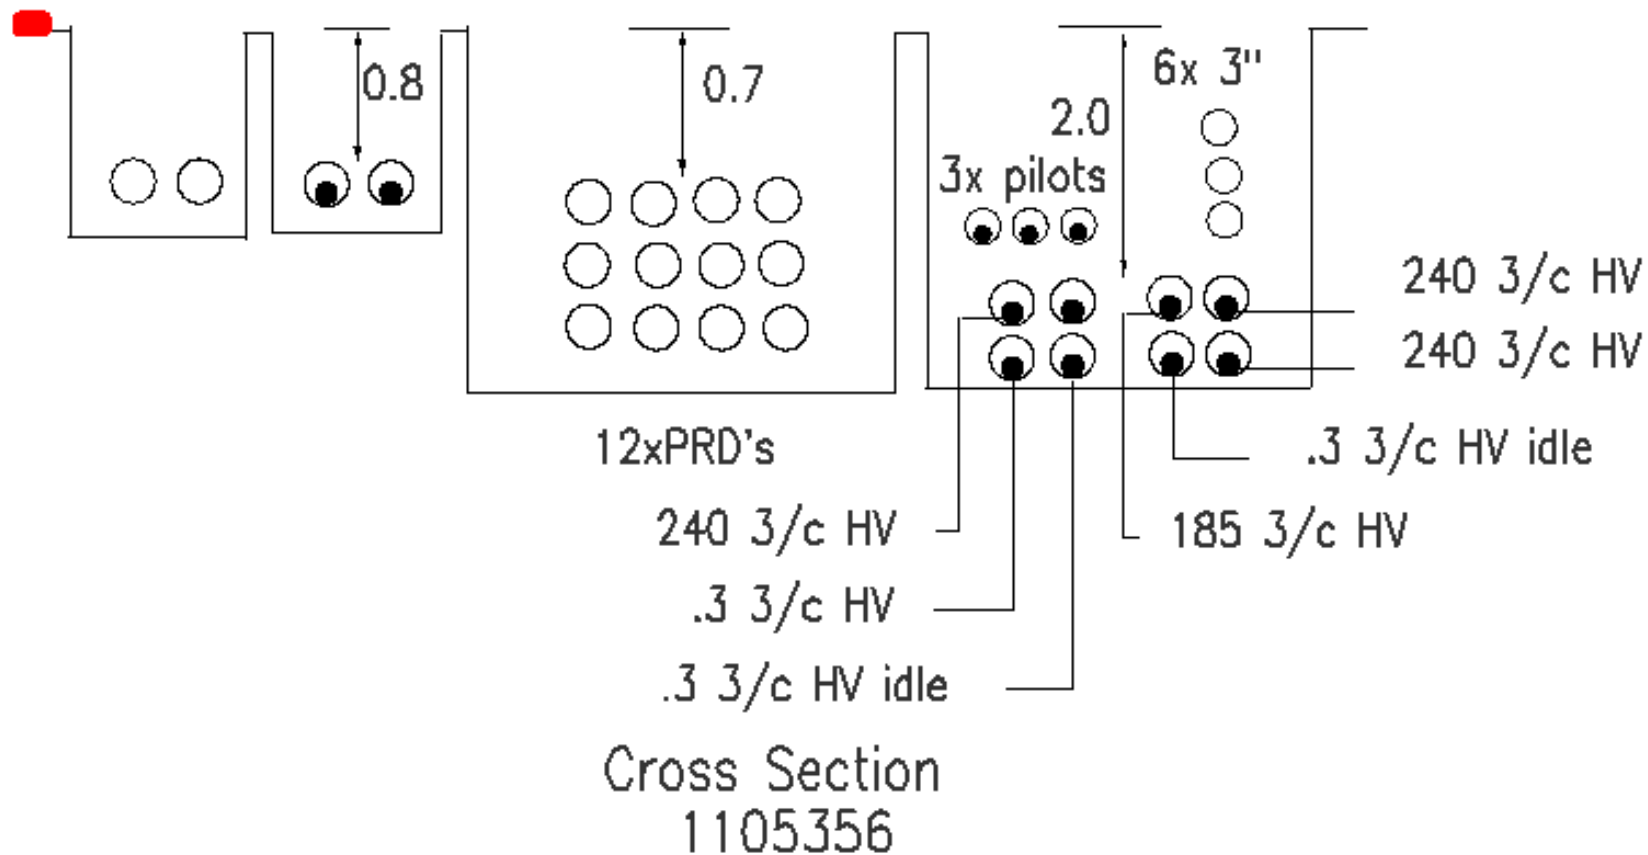 0.8
0.7
6x 3"
2.0
3x pilots
240 3/c HV
240 3/c HV
12xPRD's
.3 3/c HV idle
240 3/c HV
185 3/c HV
.3 3/c HV
.3 3/c HV idle
Cross Section
1105356